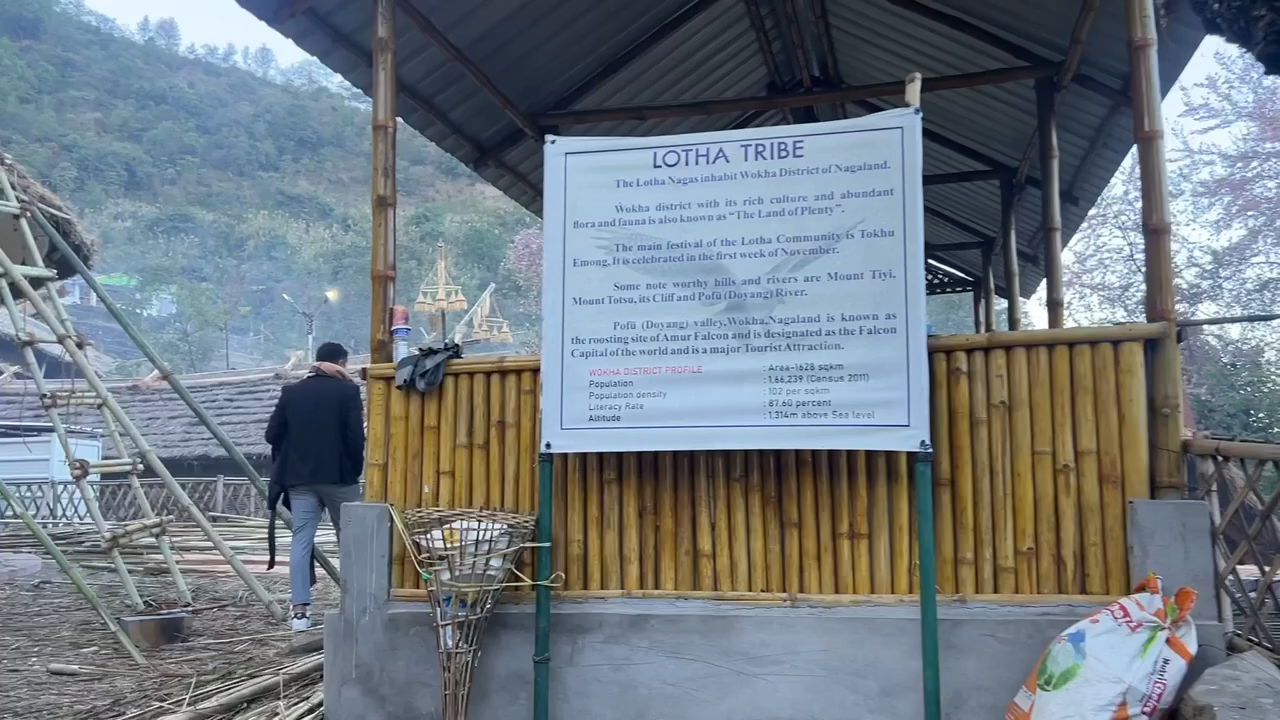 LOTHA TRIBE
The Lotha Nagas inhabit Wokha District of Nagaland.
Wokha district with its rich culture and abundant
flora and fauna is also known as "The Land of Plenty".
The main festival of the Lotha Community is Tokhu
Emong. It is celebrated in the first week of November.
Some note worthy hills and rivers are Mount Tiyi,
Mount Totsu, its Cliff and Pofü (Doyang) River.
Pofü (Doyang) valley,Wokha,Nagaland is known as
the roosting site of Amur Falcon and is designated as the Falcon
Capital of the world and is a major Tourist Attraction.
WOKHA DISTRICT PROFILE : Area-1628 sqkm
Population : 1,66,239 (Census 2011)
Population density : 102 per sqkm
Literacy Rate : 87.60 percent
Altitude : 1,314m above Sea level